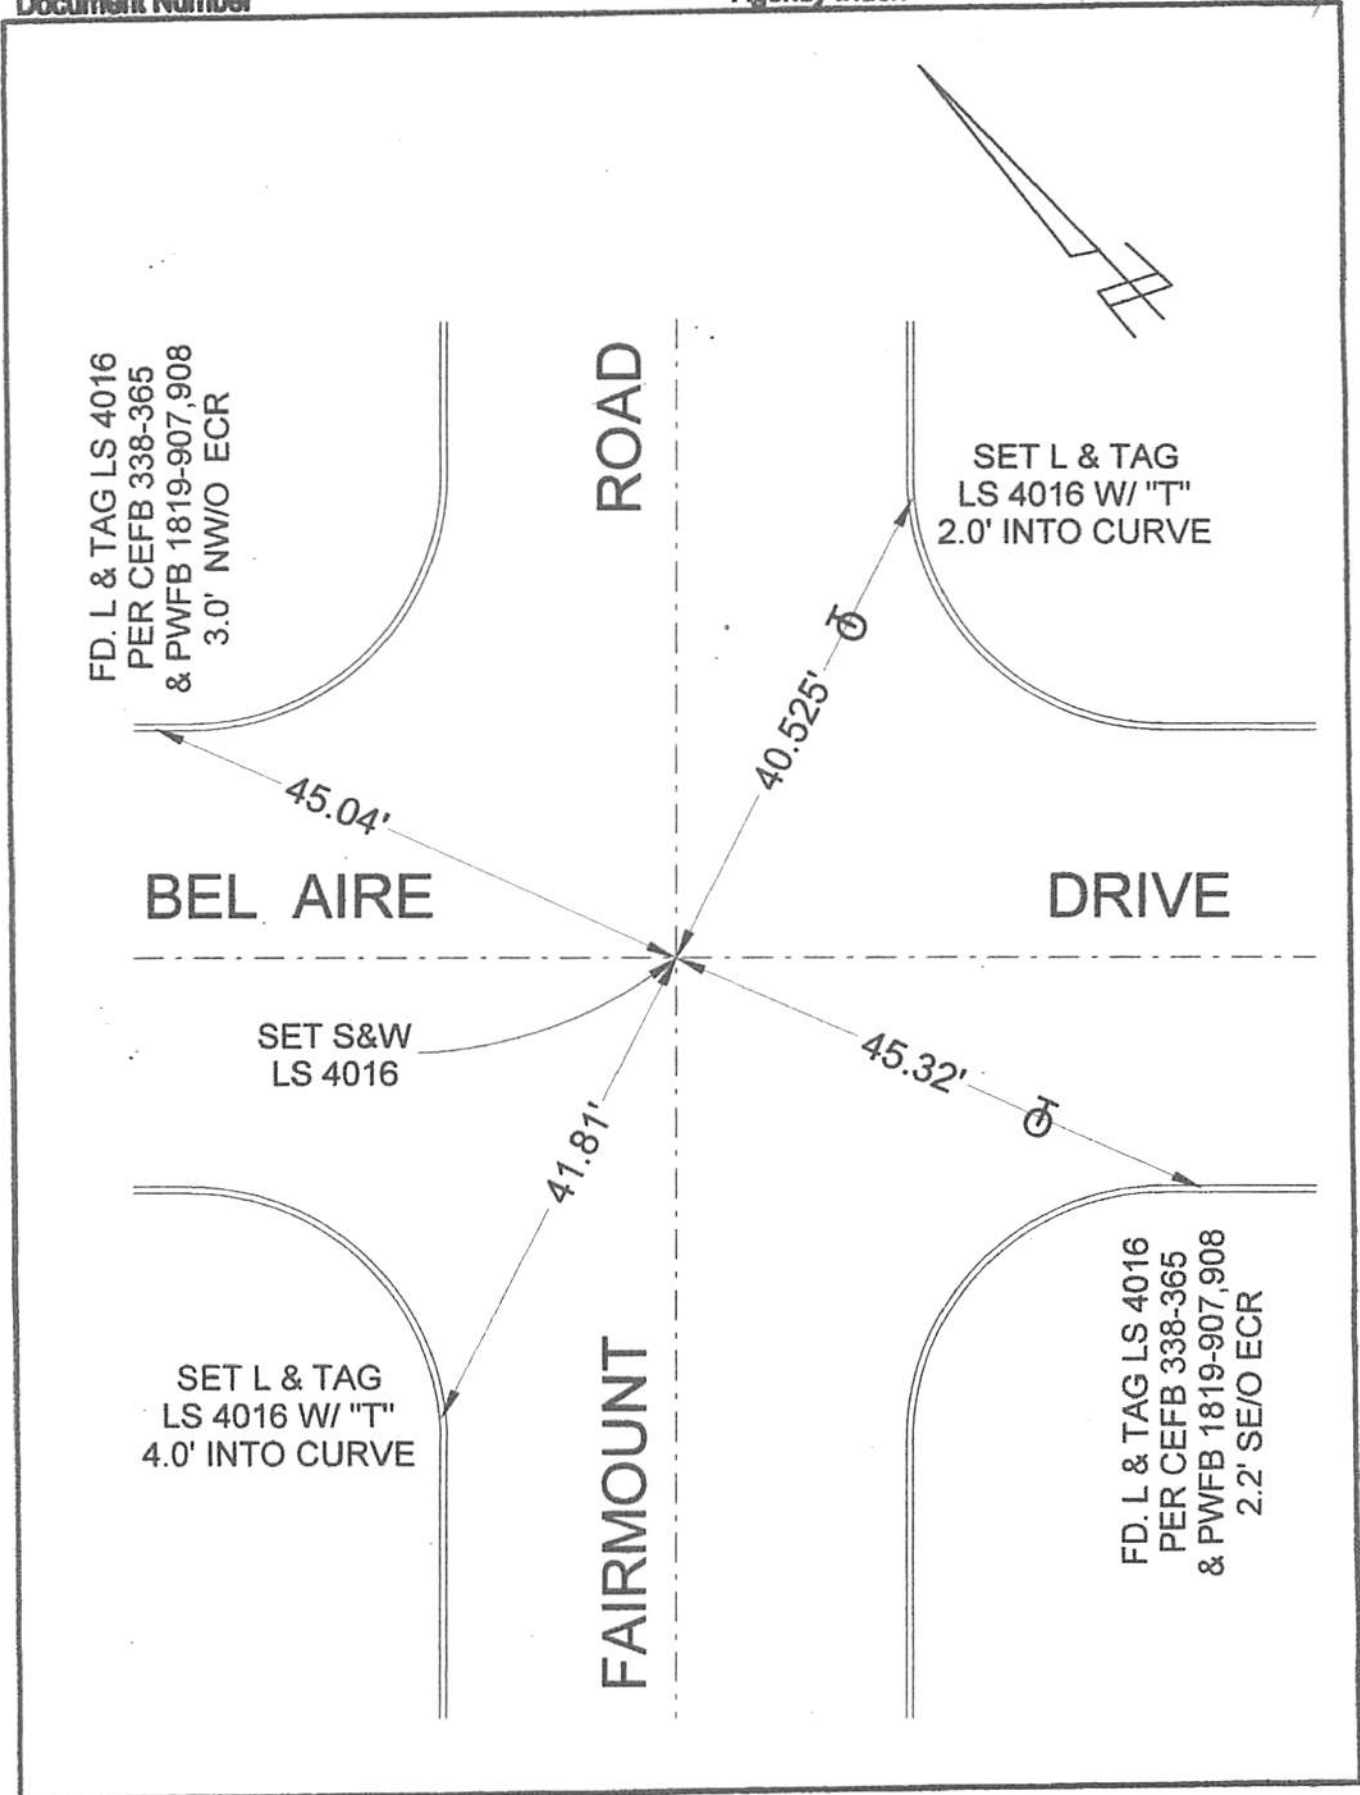 Document Number
FD. L & TAG LS 4016
PER CEFB 338-365
& PWFB 1819-907,908
3.0' NW/O ECR
ROAD
SET L & TAG
LS 4016 W/ "T"
2.0' INTO CURVE
40.525'
45.04'
BEL AIRE
DRIVE
SET S&W
LS 4016
45.32'
41.81'
SET L & TAG
LS 4016 W/ "T"
4.0' INTO CURVE
FAIRMOUNT
FD. L & TAG LS 4016
PER CEFB 338-365
& PWFB 1819-907,908
2.2' SE/O ECR